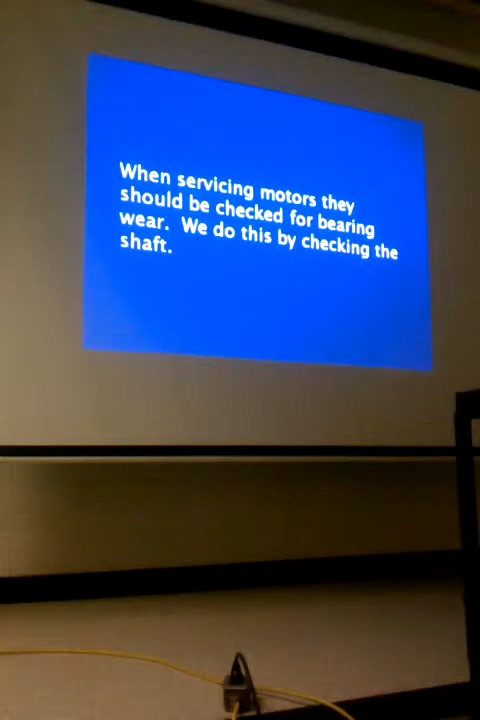 When servicing motors they
should be checked for bearing
wear.  We do this by checking the
shaft.